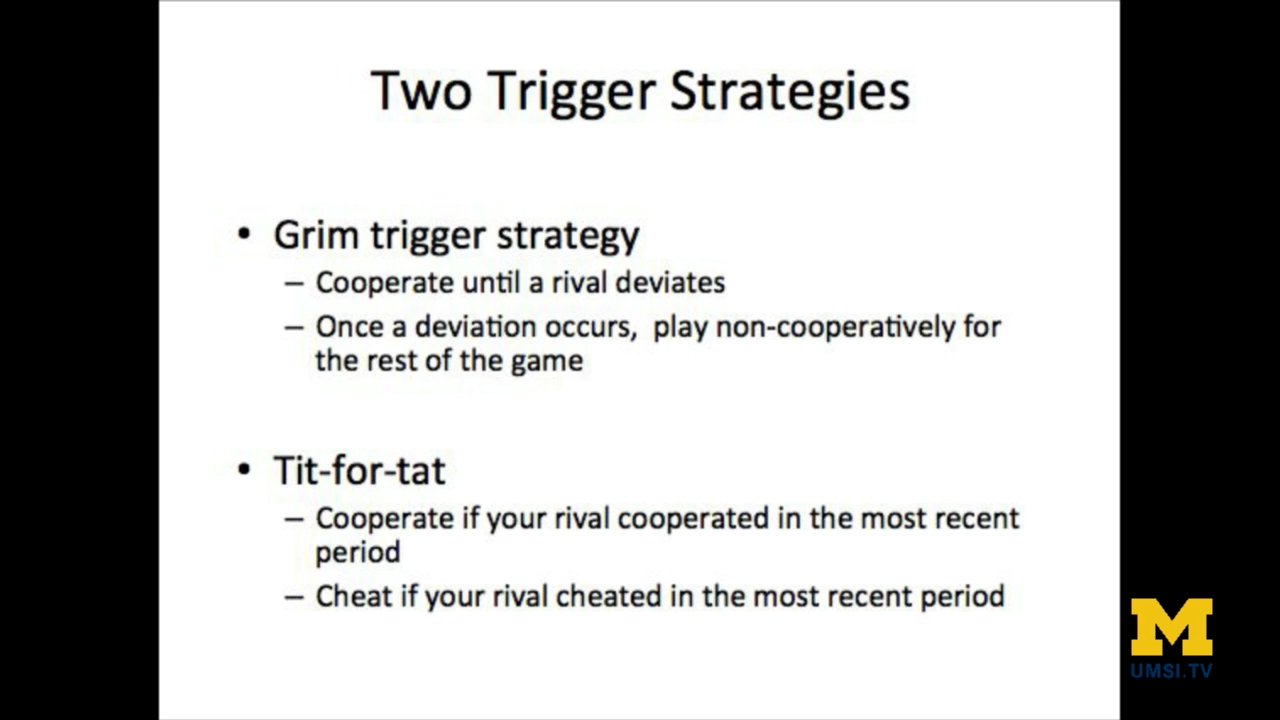 Two Trigger Strategies
• Grim trigger strategy
– Cooperate until a rival deviates
– Once a deviation occurs, play non-cooperatively for
the rest of the game
• Tit-for-tat
– Cooperate if your rival cooperated in the most recent
period
– Cheat if your rival cheated in the most recent period
M
UMSI.TV